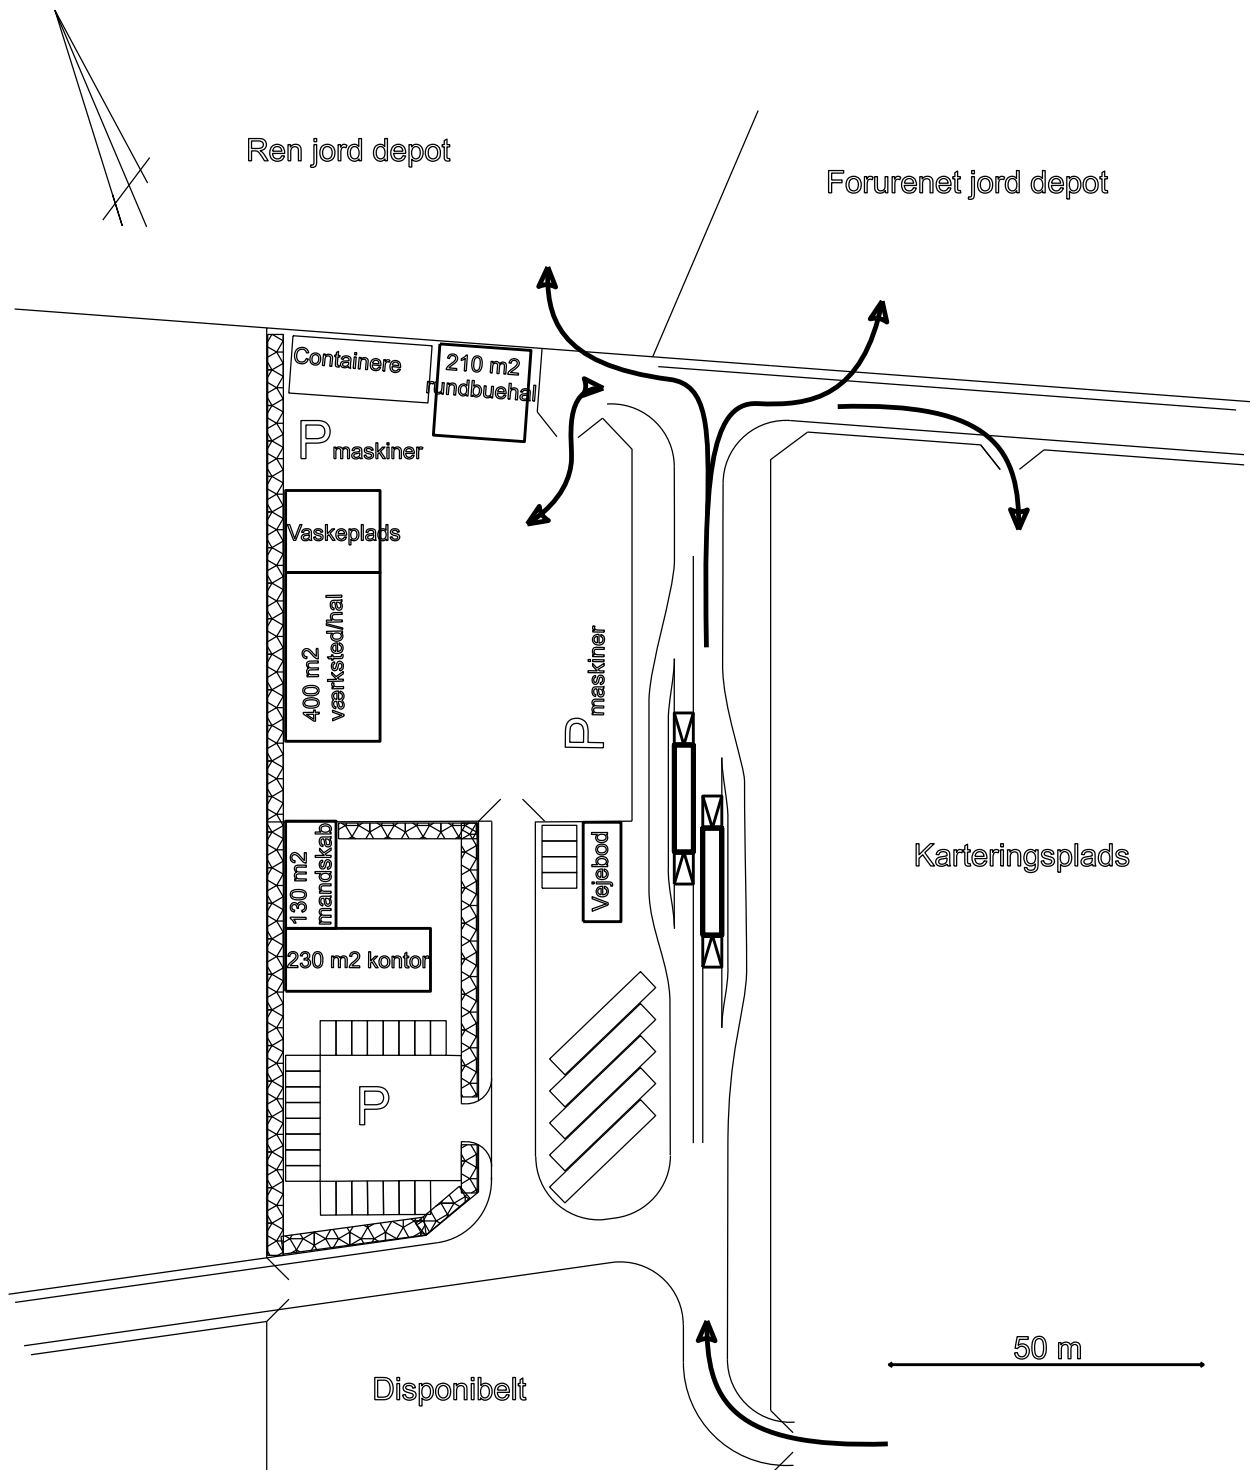 Ren jord depot
Forurenet jord depot
Containere
210 m2
rundbuehal
P maskiner
Vaskeplads
400 m2
værksted/hal
P maskiner
130 m2
mandskab
Vejebod
Karteringsplads
230 m2 kontor
P
50 m
Disponibelt